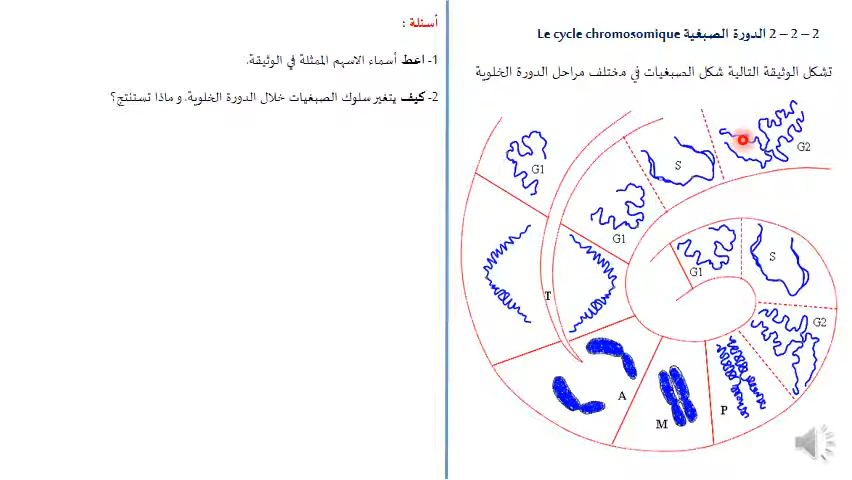 2 – 2 – 2 الدورة الصبغية Le cycle chromosomique
تشكل الوثيقة التالية شكل الصبغيات في مختلف مراحل الدورة الخلوية
G2
G1
S
G1
G1
S
T
G2
A
M
P
أسئلة :
1- اعط أسماء الاسهم الممثلة في الوثيقة.
2- كيف يتغير سلوك الصبغيات خلال الدورة الخلوية، و ماذا تستنتج؟